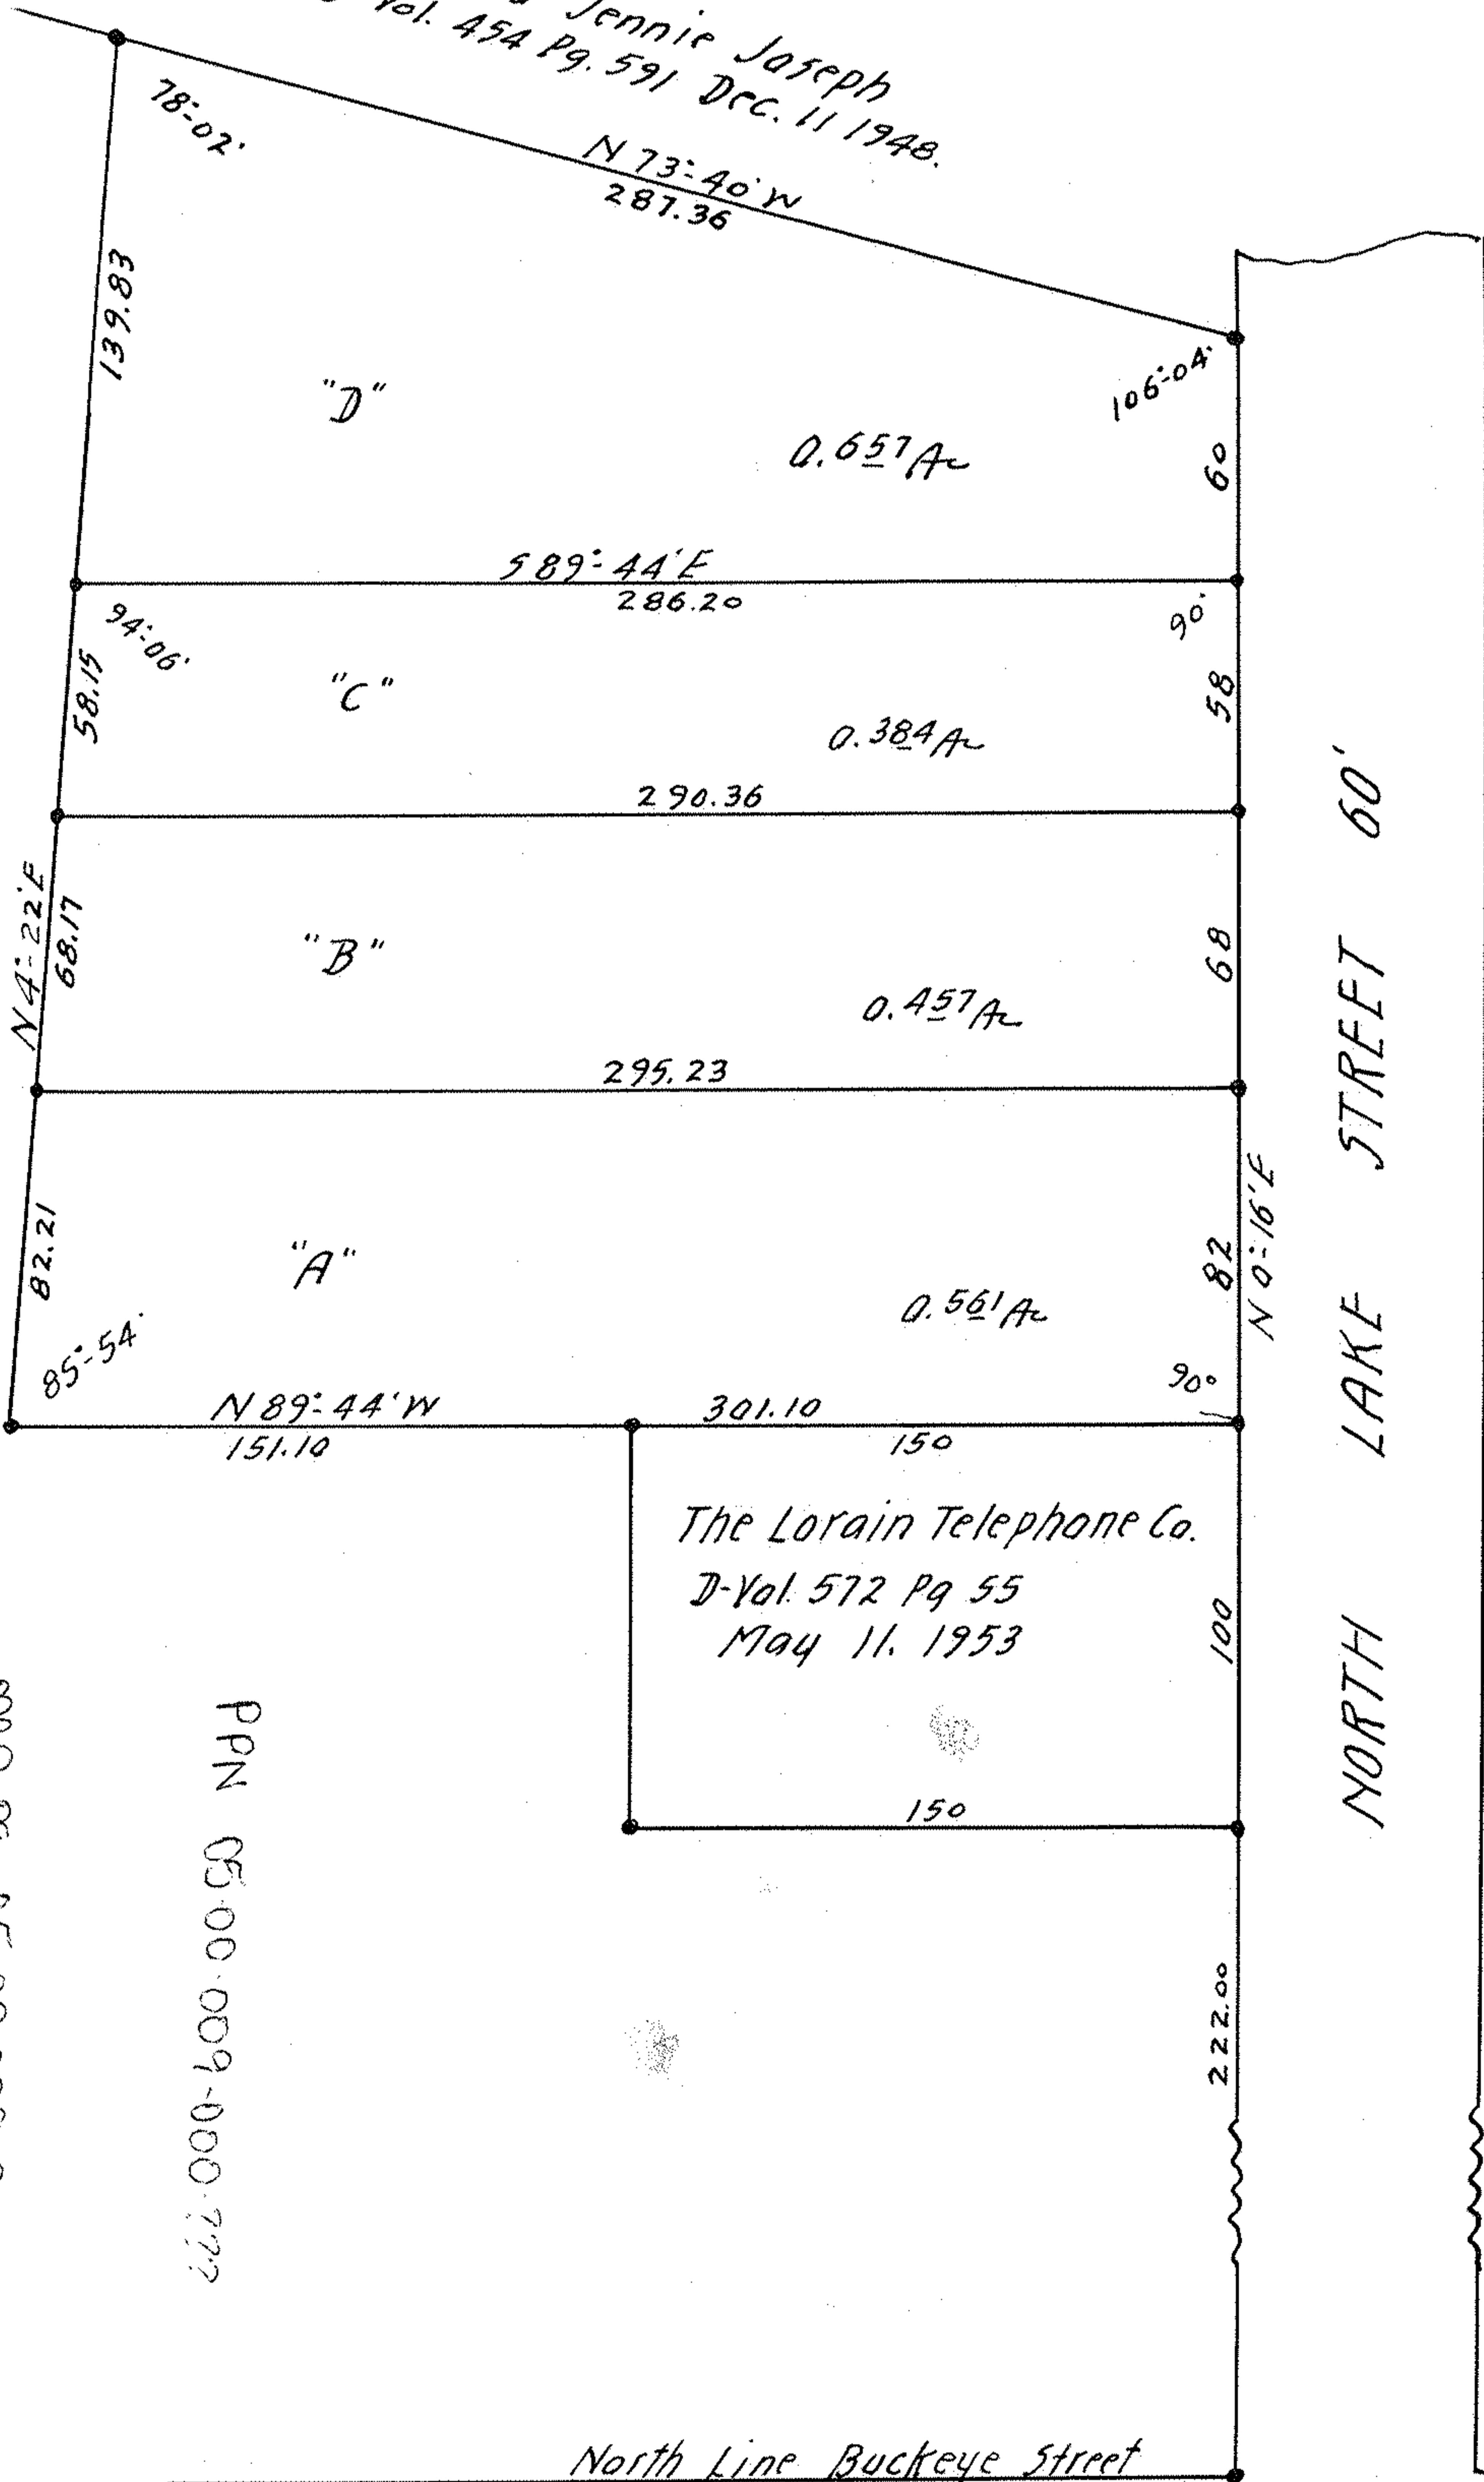 Jennie Joseph
Vol. 454 Pg. 591 Dec. 11 1948.
78°-02'
N 73°-40' W
287.36
139.83
"D"
106°-04'
0.657 Ac
60
S 89°-44' E
286.20
94°-06'
90°
58.15
"C"
58
0.384 Ac
290.36
N 4°-22' E
68.17
"B"
68
0.457 Ac
295.23
82.21
"A"
82
N 0°-16' E
0.561 Ac
85°-54'
90°
N 89°-44' W
301.10
151.10
150
The Lorain Telephone Co.
D-Vol. 572 Pg 55
May 11. 1953
100
150
PPN 05-00-009-000-777
222.00
NORTH LAKE STREET 60'
North Line Buckeye Street